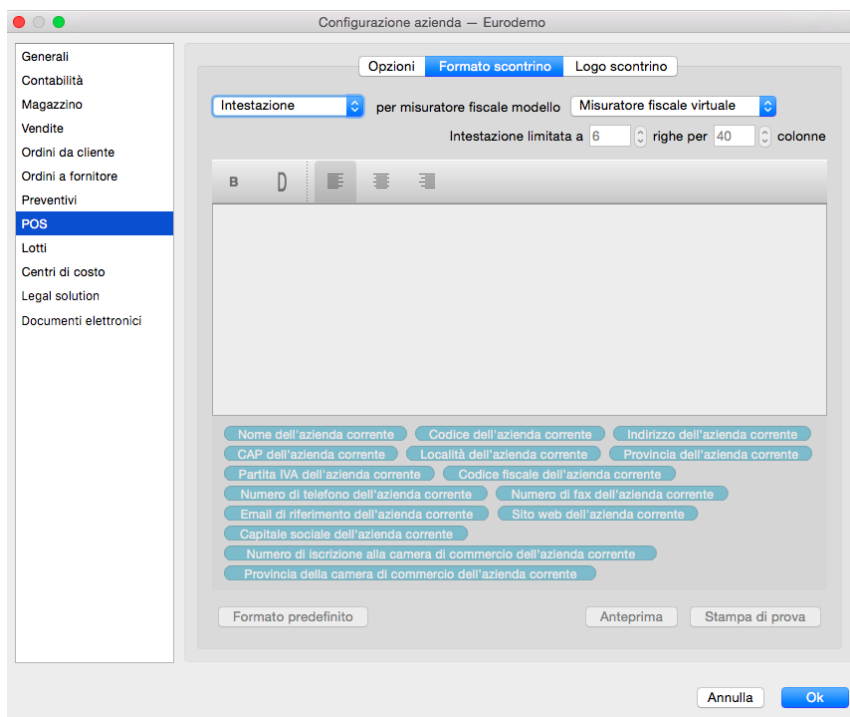 Configurazione azienda — Eurodemo
Generali
Contabilità
Magazzino
Vendite
Ordini da cliente
Ordini a fornitore
Preventivi
POS
Lotti
Centri di costo
Legal solution
Documenti elettronici
Opzioni Formato scontrino Logo scontrino
Intestazione per misuratore fiscale modello Misuratore fiscale virtuale
Intestazione limitata a 6 righe per 40 colonne
B D
Nome dell'azienda corrente Codice dell'azienda corrente Indirizzo dell'azienda corrente
CAP dell'azienda corrente Località dell'azienda corrente Provincia dell'azienda corrente
Partita IVA dell'azienda corrente Codice fiscale dell'azienda corrente
Numero di telefono dell'azienda corrente Numero di fax dell'azienda corrente
Email di riferimento dell'azienda corrente Sito web dell'azienda corrente
Capitale sociale dell'azienda corrente
Numero di iscrizione alla camera di commercio dell'azienda corrente
Provincia della camera di commercio dell'azienda corrente
Formato predefinito Anteprima Stampa di prova
Annulla Ok